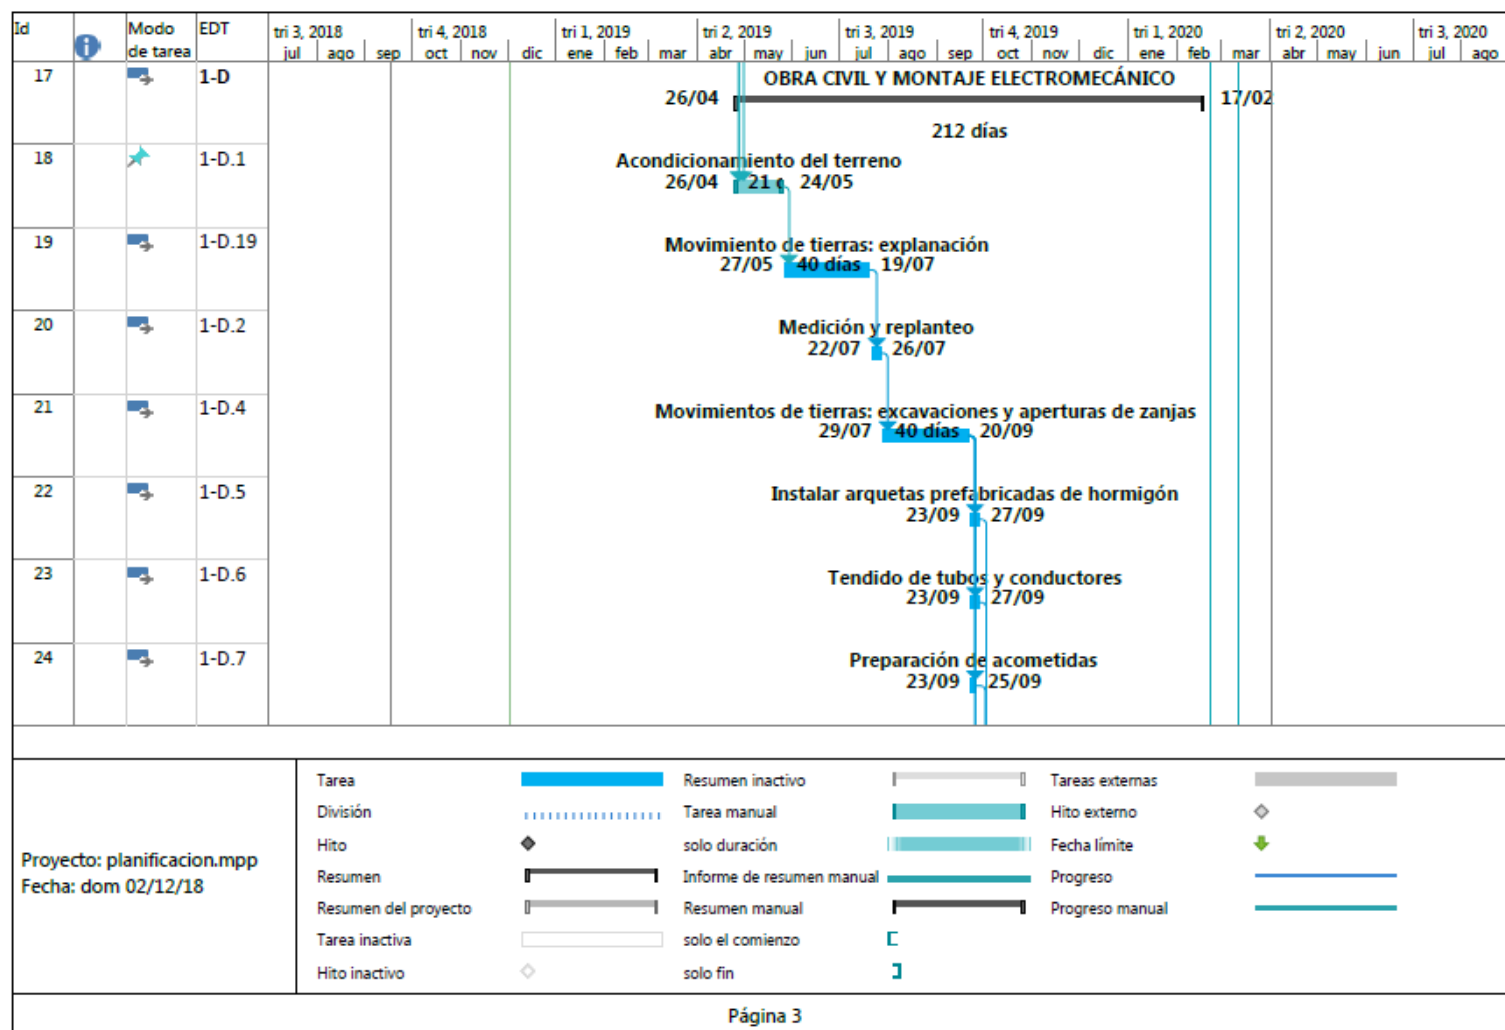 Id Modo de tarea EDT tri 3, 2018 tri 4, 2018 tri 1, 2019 tri 2, 2019 tri 3, 2019 tri 4, 2019 tri 1, 2020 tri 2, 2020 tri 3, 2020
jul ago sep oct nov dic ene feb mar abr may jun jul ago sep oct nov dic ene feb mar abr may jun jul ago
17 1-D OBRA CIVIL Y MONTAJE ELECTROMECÁNICO
26/04 17/02
212 días
18 1-D.1 Acondicionamiento del terreno
26/04 21 24/05
19 1-D.19 Movimiento de tierras: explanación
27/05 40 días 19/07
20 1-D.2 Medición y replanteo
22/07 26/07
21 1-D.4 Movimientos de tierras: excavaciones y aperturas de zanjas
29/07 40 días 20/09
22 1-D.5 Instalar arquetas prefabricadas de hormigón
23/09 27/09
23 1-D.6 Tendido de tubos y conductores
23/09 27/09
24 1-D.7 Preparación de acometidas
23/09 25/09
Proyecto: planificacion.mpp
Fecha: dom 02/12/18
Tarea Resumen inactivo Tareas externas
División Tarea manual Hito externo
Hito solo duración Fecha límite
Resumen Informe de resumen manual Progreso
Resumen del proyecto Resumen manual Progreso manual
Tarea inactiva solo el comienzo
Hito inactivo solo fin
Página 3